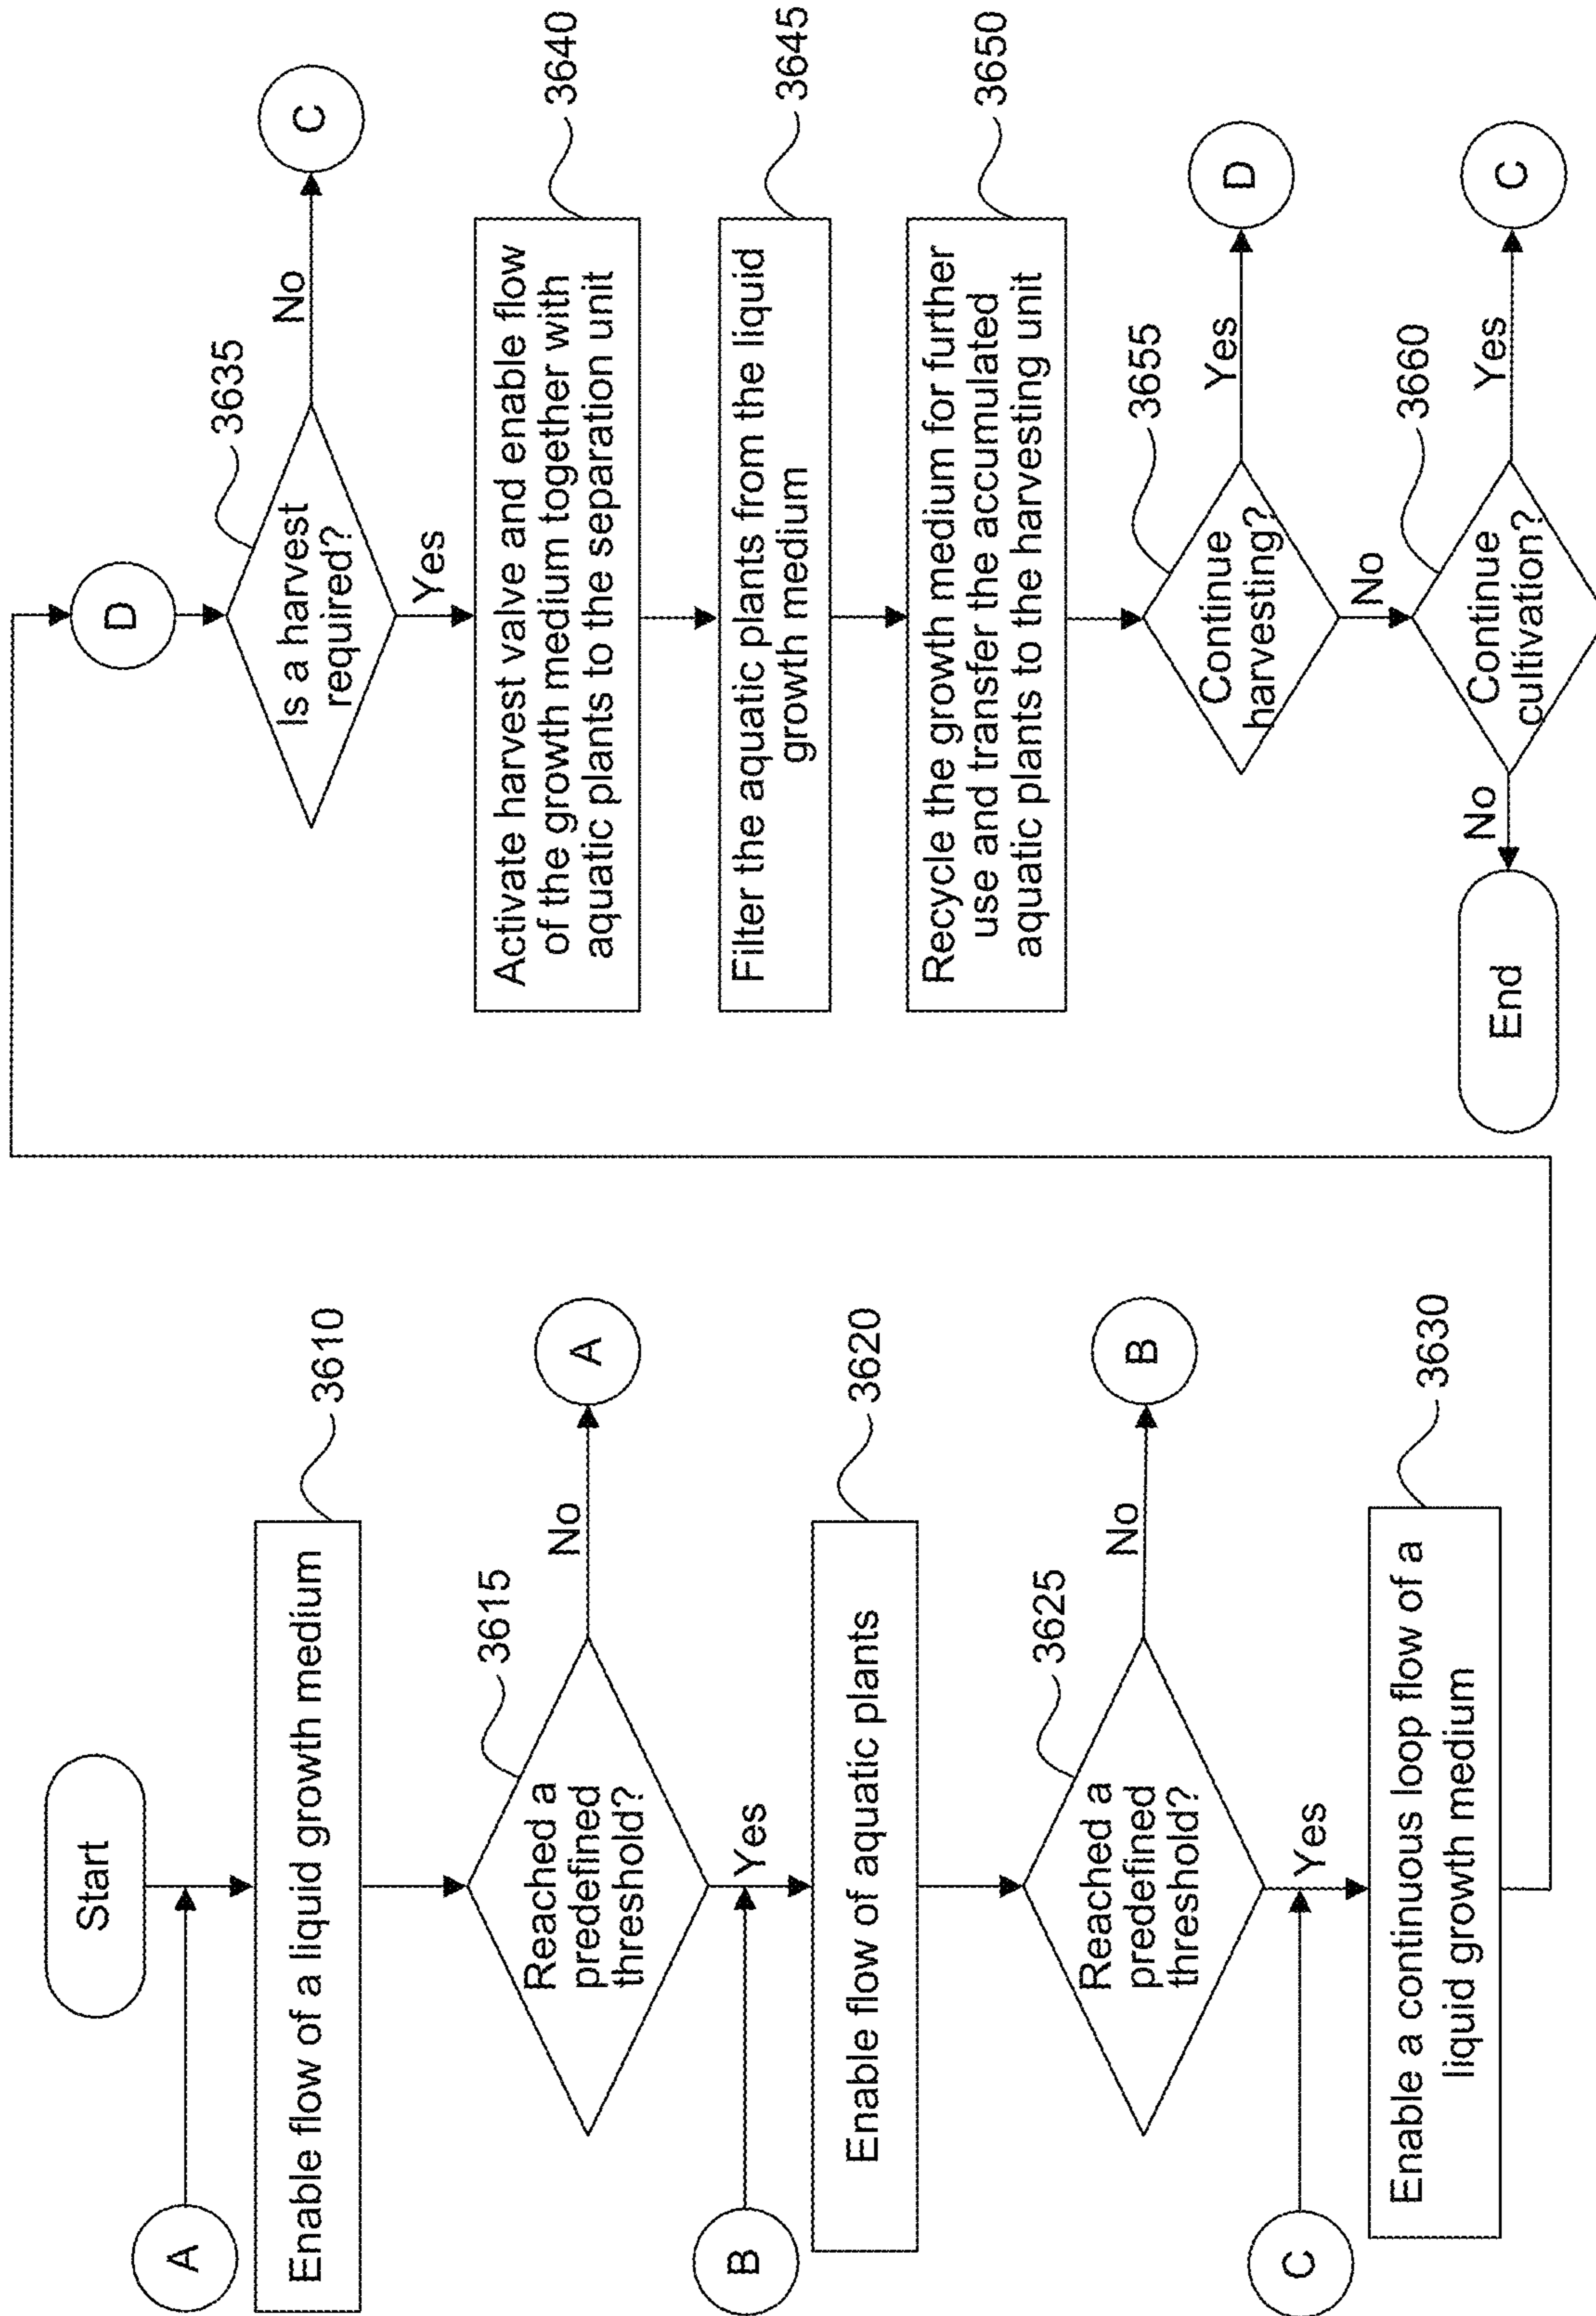 Start
A
Enable flow of a liquid growth medium
3610
Reached a
predefined
threshold?
3615
No
A
Yes
B
Enable flow of aquatic plants
3620
Reached a
predefined
threshold?
3625
No
B
Yes
C
Enable a continuous loop flow of a
liquid growth medium
3630
D
Is a harvest
required?
3635
No
C
Yes
Activate harvest valve and enable flow
of the growth medium together with
aquatic plants to the separation unit
3640
Filter the aquatic plants from the liquid
growth medium
3645
Recycle the growth medium for further
use and transfer the accumulated
aquatic plants to the harvesting unit
3650
Continue
harvesting?
3655
Yes
D
No
Continue
cultivation?
3660
Yes
C
No
End